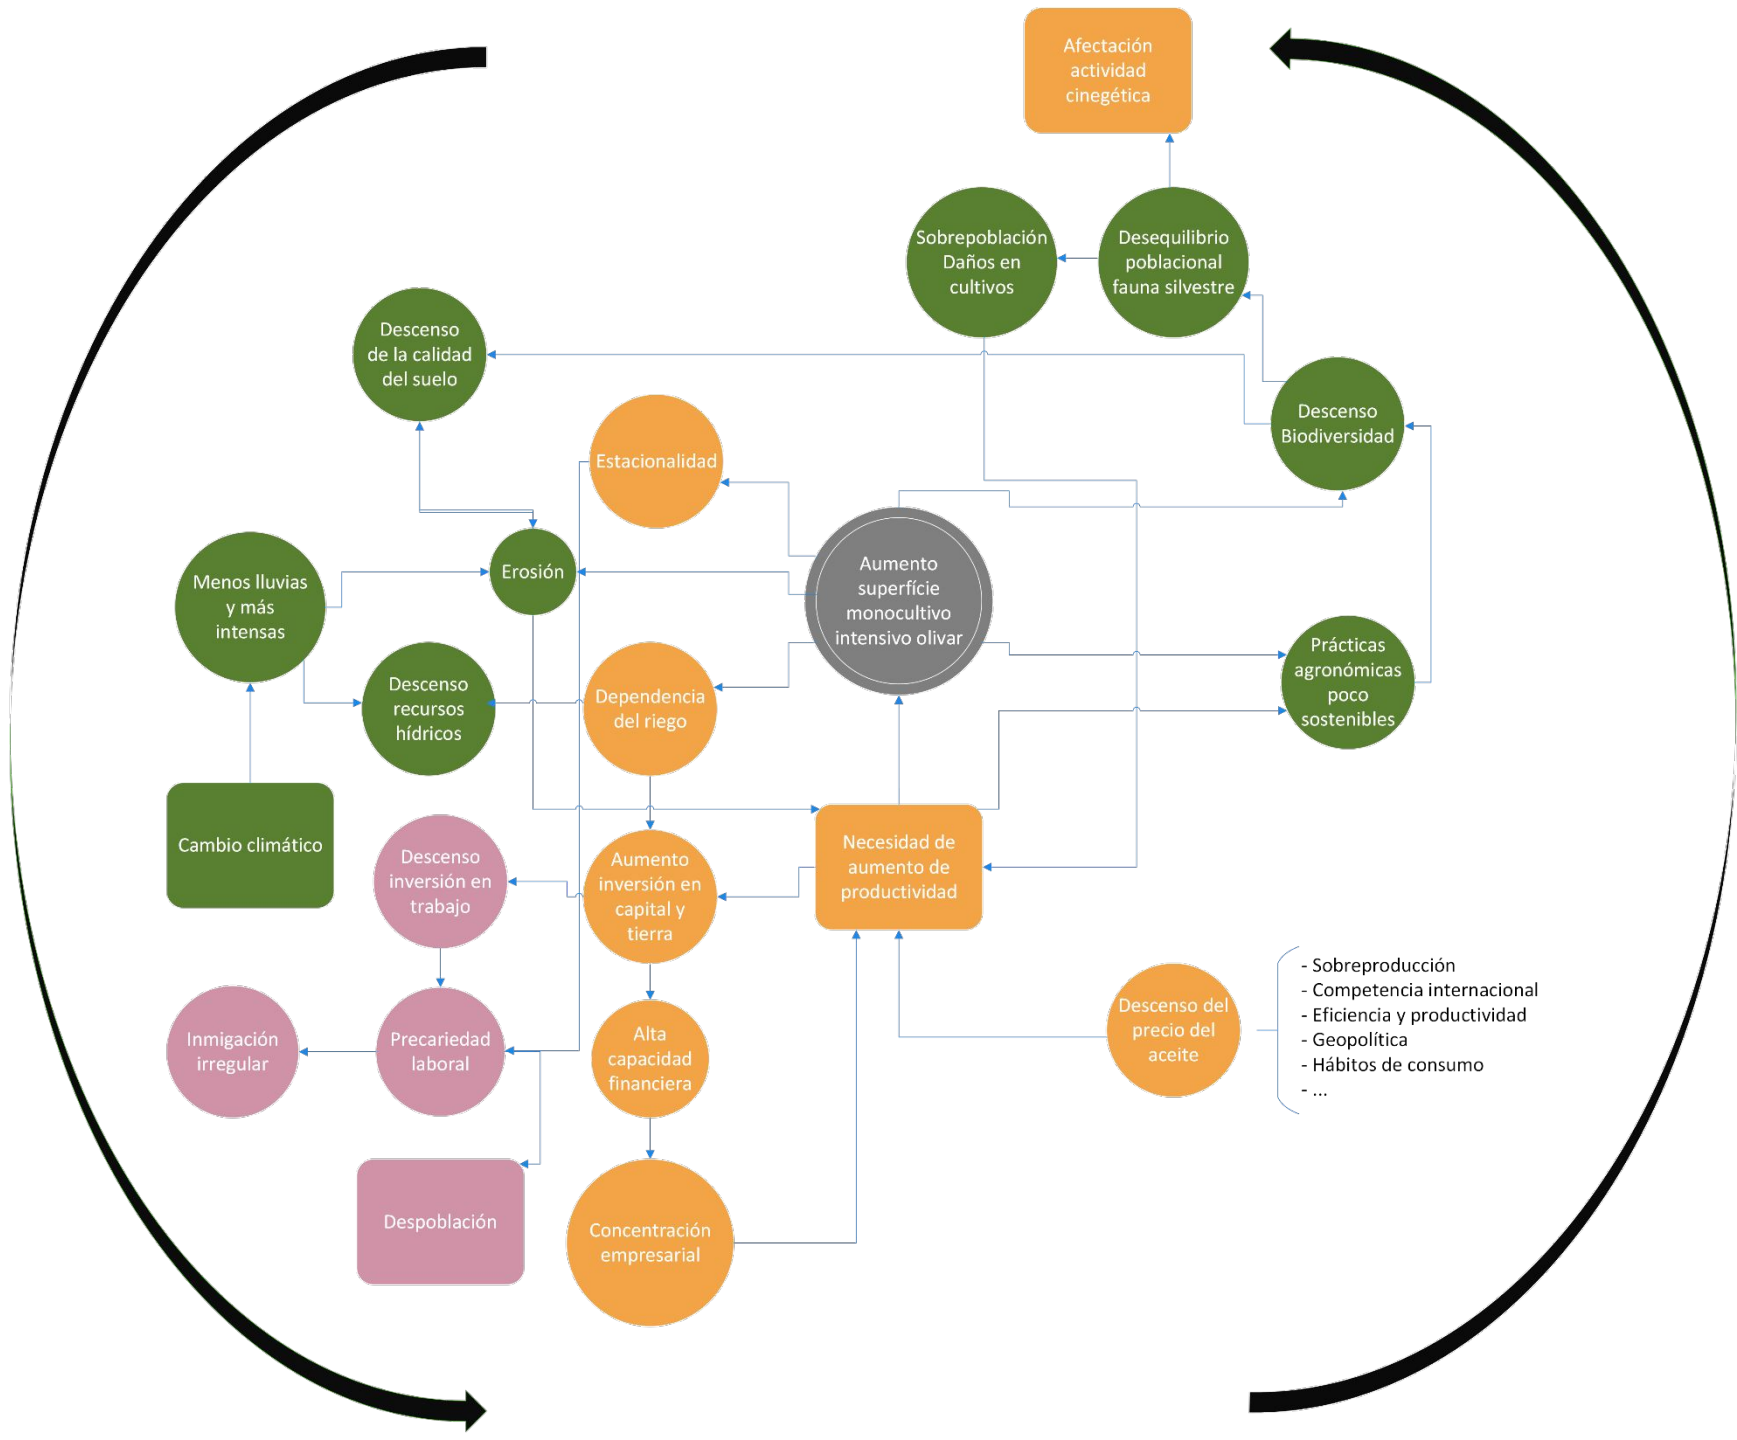 Afectación
actividad
cinegética
Sobrepoblación
Daños en
cultivos
Desequilibrio
poblacional
fauna silvestre
Descenso
de la calidad
del suelo
Descenso
Biodiversidad
Estacionalidad
Erosión
Menos lluvias
y más
intensas
Aumento
superfície
monocultivo
intensivo olivar
Prácticas
agronómicas
poco
sostenibles
Descenso
recursos
hídricos
Dependencia
del riego
Cambio climático
Descenso
inversión en
trabajo
Aumento
inversión en
capital y
tierra
Necesidad de
aumento de
productividad
Inmigación
irregular
Precariedad
laboral
Alta
capacidad
financiera
Descenso del
precio del
aceite
- Sobreproducción
- Competencia internacional
- Eficiencia y productividad
- Geopolítica
- Hábitos de consumo
- ...
Despoblación
Concentración
empresarial